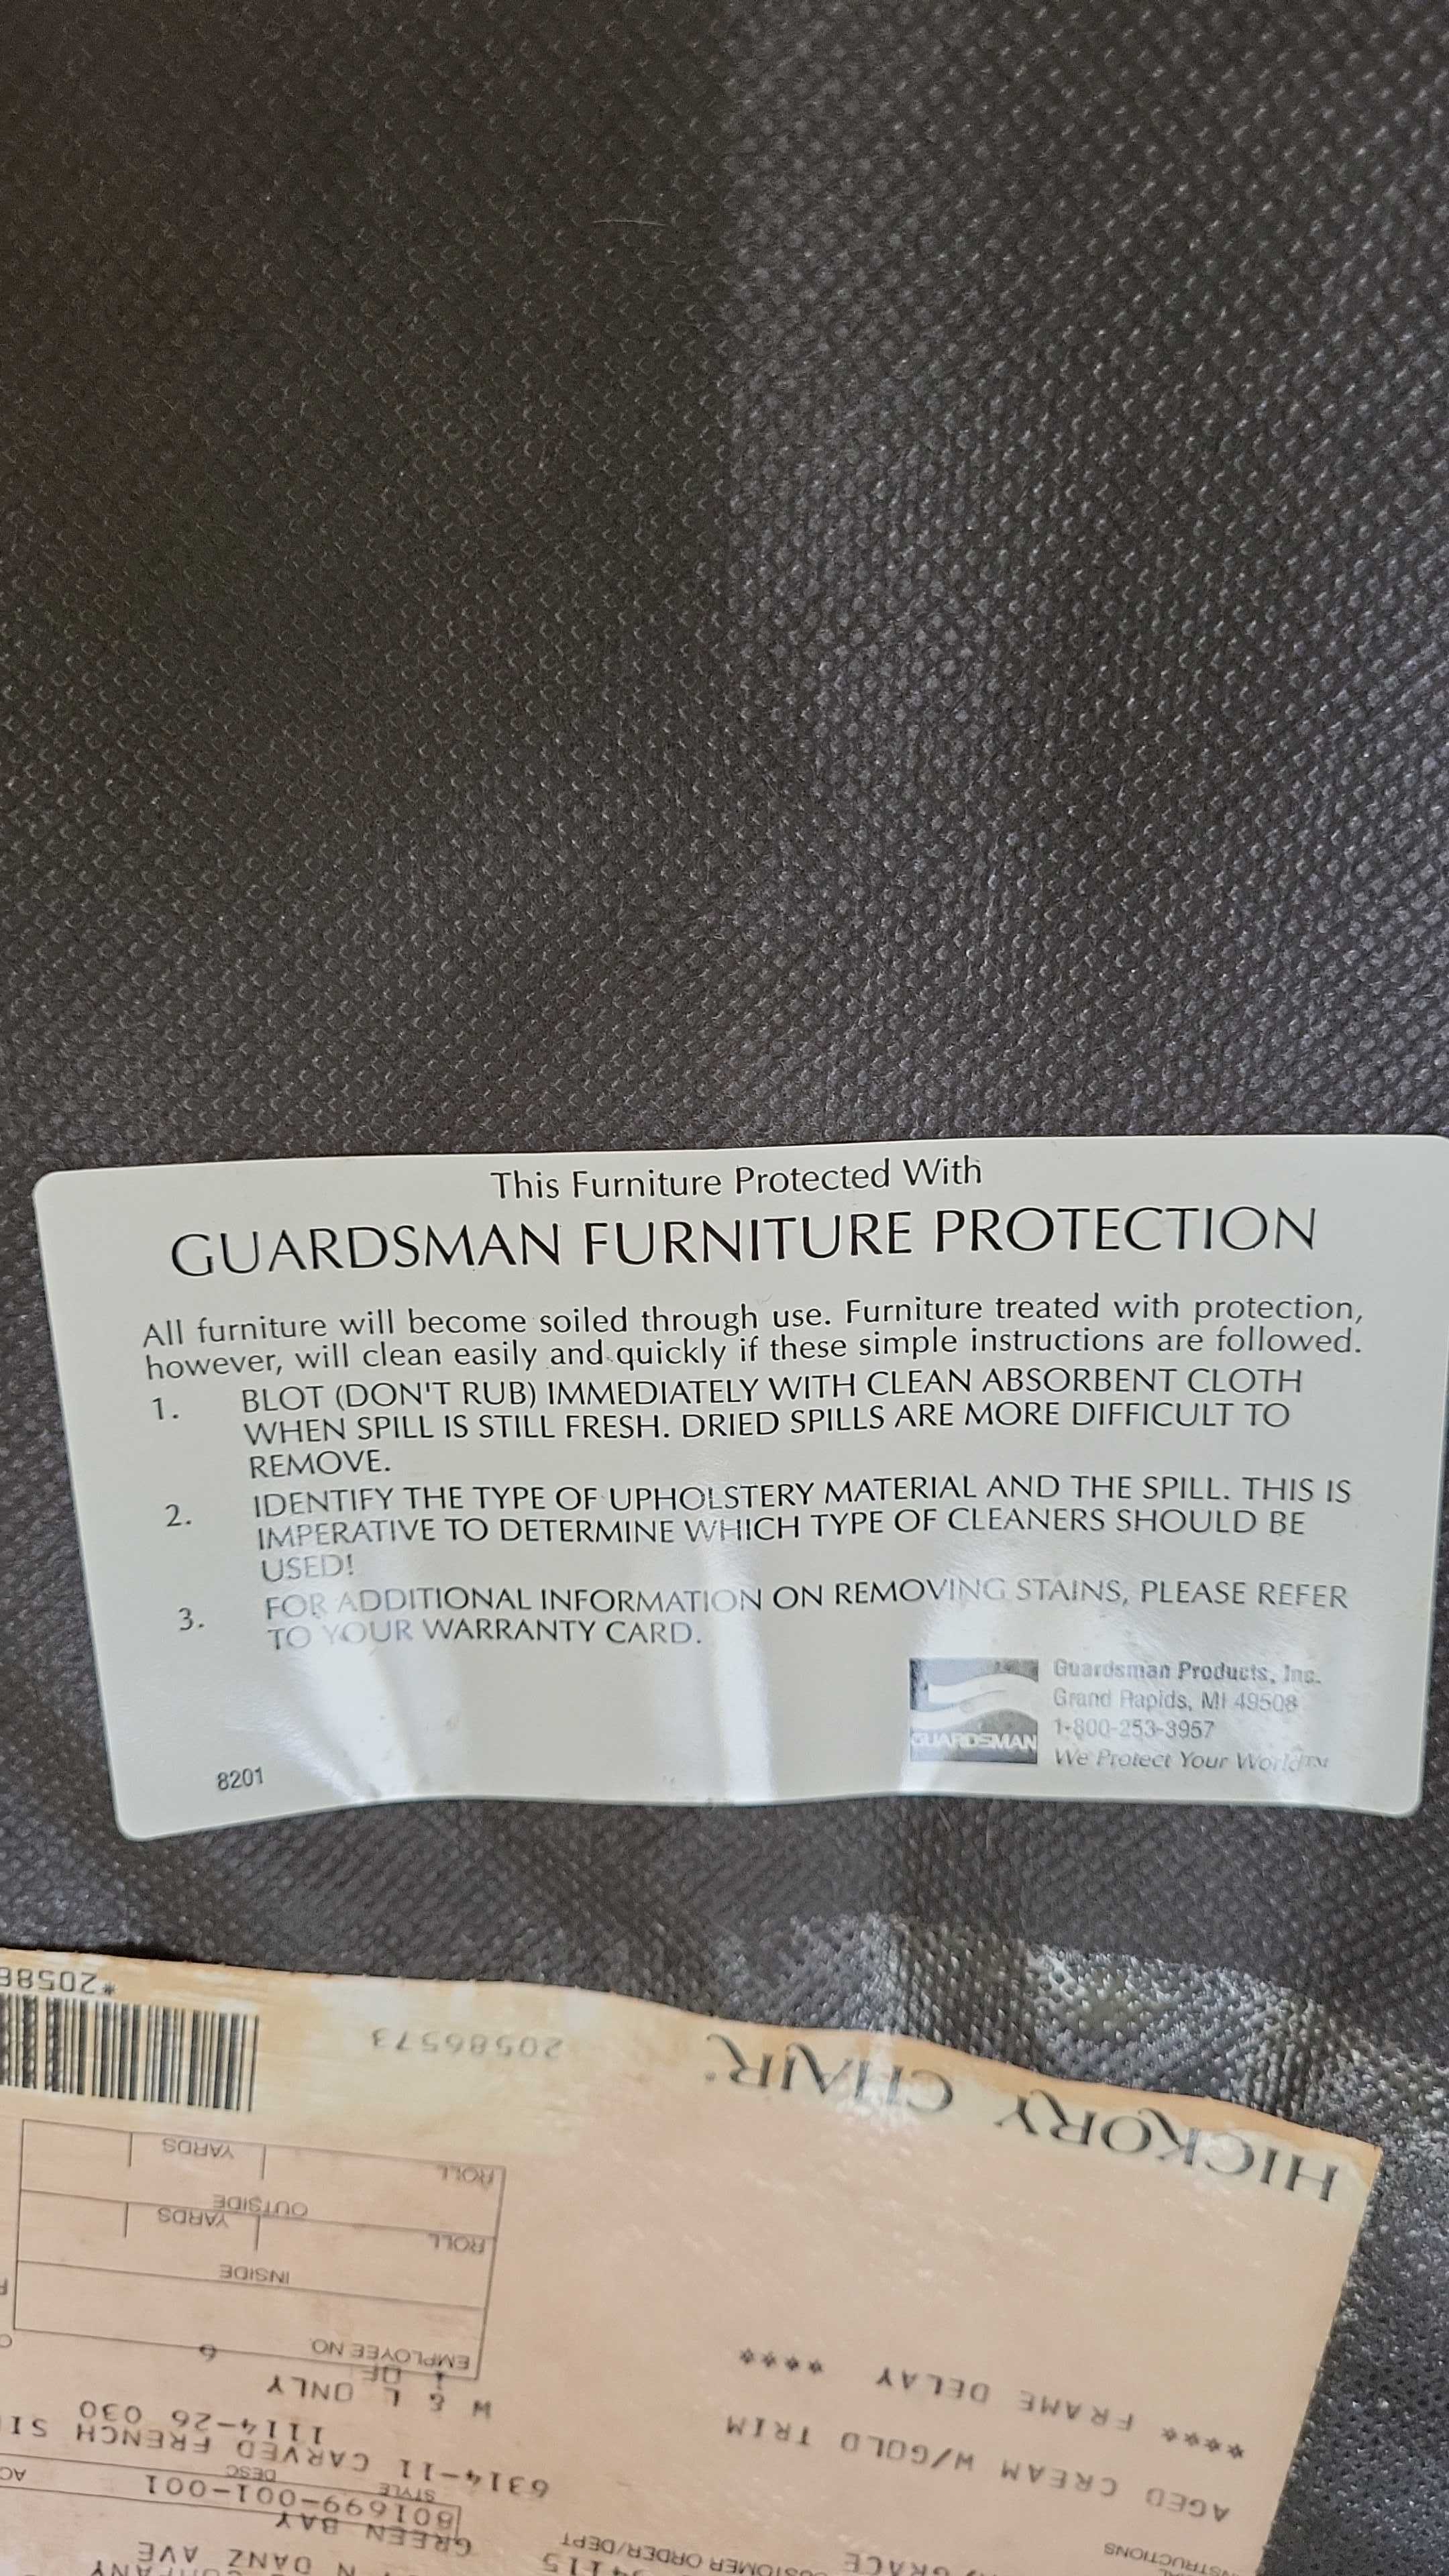 This Furniture Protected With
GUARDSMAN FURNITURE PROTECTION
All furniture will become soiled through use. Furniture treated with protection,
however, will clean easily and quickly if these simple instructions are followed.
1. BLOT (DON'T RUB) IMMEDIATELY WITH CLEAN ABSORBENT CLOTH
WHEN SPILL IS STILL FRESH. DRIED SPILLS ARE MORE DIFFICULT TO
REMOVE.
2. IDENTIFY THE TYPE OF UPHOLSTERY MATERIAL AND THE SPILL. THIS IS
IMPERATIVE TO DETERMINE WHICH TYPE OF CLEANERS SHOULD BE
USED!
3. FOR ADDITIONAL INFORMATION ON REMOVING STAINS, PLEASE REFER
TO YOUR WARRANTY CARD.
GUARDSMAN
Guardsman Products, Inc.
Grand Rapids, MI 49508
1-800-253-3957
We Protect Your World™
8201
N DANZ AVE
GREEN BAY
CUSTOMER ORDER/DEPT
801699-001-001
STYLE DESC
6314-11 CARVED FRENCH
1114-26 030
AGED CREAM W/GOLD TRIM
W & L ONLY
**** FRAME DELAY ****
1 OF 6
EMPLOYEE NO.
INSIDE
ROLL YARDS
OUTSIDE
ROLL YARDS
HICKORY CHAIR®
20586573